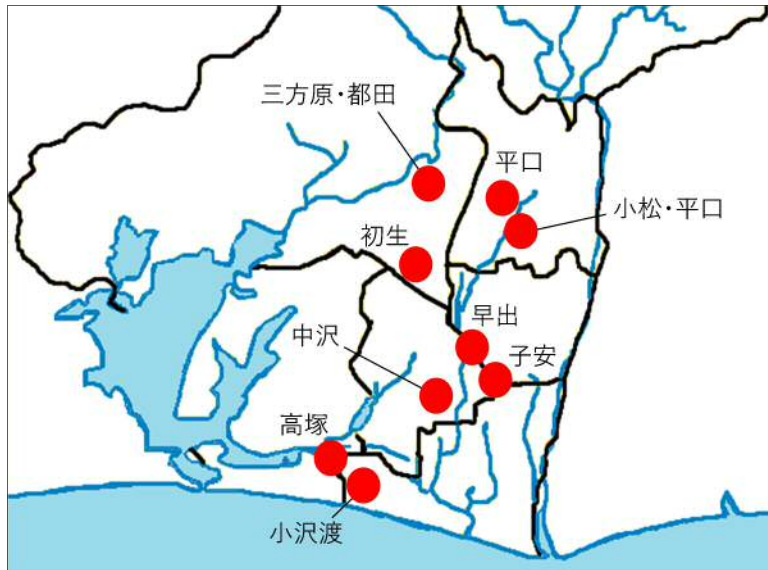 三方原・都田
平口
小松・平口
初生
早出
中沢
子安
高塚
小沢渡